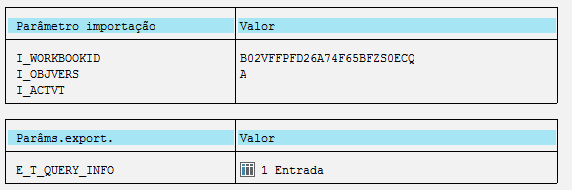 Parâmetro importação Valor
I_WORKBOOKID B02VFFPFD26A74F65BFZS0ECQ
I_OBJVERS A
I_ACTVT
Parâms.export. Valor
E_T_QUERY_INFO 1 Entrada